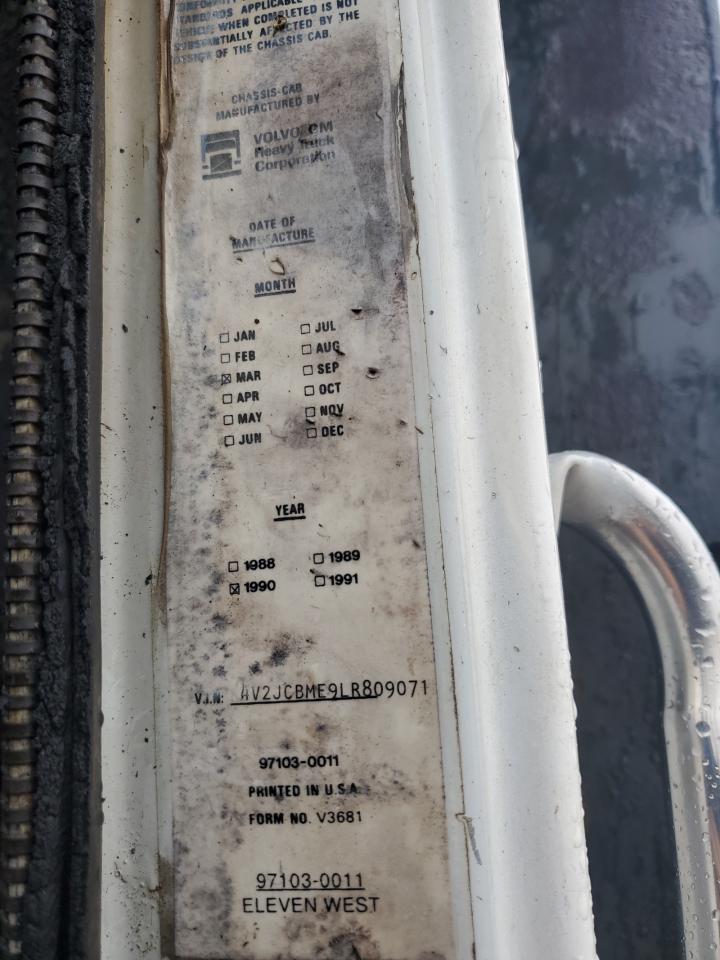 STANDARDS APPLICABLE
VEHICLE WHEN COMPLETED IS NOT
SUBSTANTIALLY AFFECTED BY THE
DESIGN OF THE CHASSIS CAB.
CHASSIS-CAB
MANUFACTURED BY
VOLVO GM
Heavy Truck
Corporation
DATE OF
MANUFACTURE
MONTH
☐ JAN ☐ JUL
☐ FEB ☐ AUG
☒ MAR ☐ SEP
☐ APR ☐ OCT
☐ MAY ☐ NOV
☐ JUN ☐ DEC
YEAR
☐ 1988 ☐ 1989
☒ 1990 ☐ 1991
V.I.N: 4V2JCBME9LR809071
97103-0011
PRINTED IN U.S.A.
FORM NO. V3681
97103-0011
ELEVEN WEST